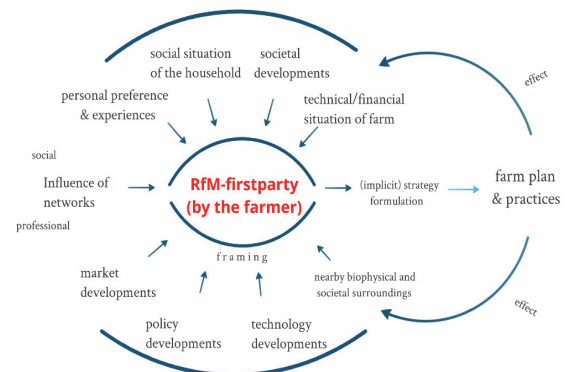 social situation
of the household
societal
developments
personal preference
& experiences
technical/financial
situation of farm
effect
social
Influence of
networks
professional
RfM-firstparty
(by the farmer)
(implicit) strategy
formulation
farm plan
& practices
framing
market
developments
nearby biophysical and
societal surroundings
policy
developments
technology
developments
effect